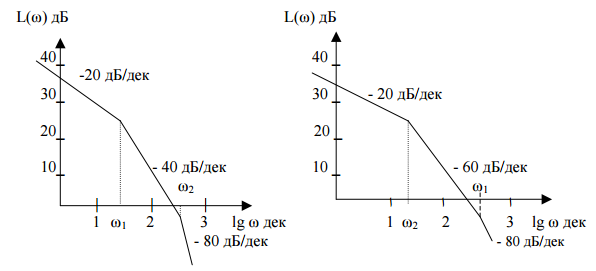 L(ω) дБ
40
-20 дБ/дек
30
20
- 40 дБ/дек
10
ω2
1
ω1
2
3
lg ω дек
- 80 дБ/дек
L(ω) дБ
40
- 20 дБ/дек
30
20
- 60 дБ/дек
10
ω1
1
ω2
2
3
lg ω дек
- 80 дБ/дек